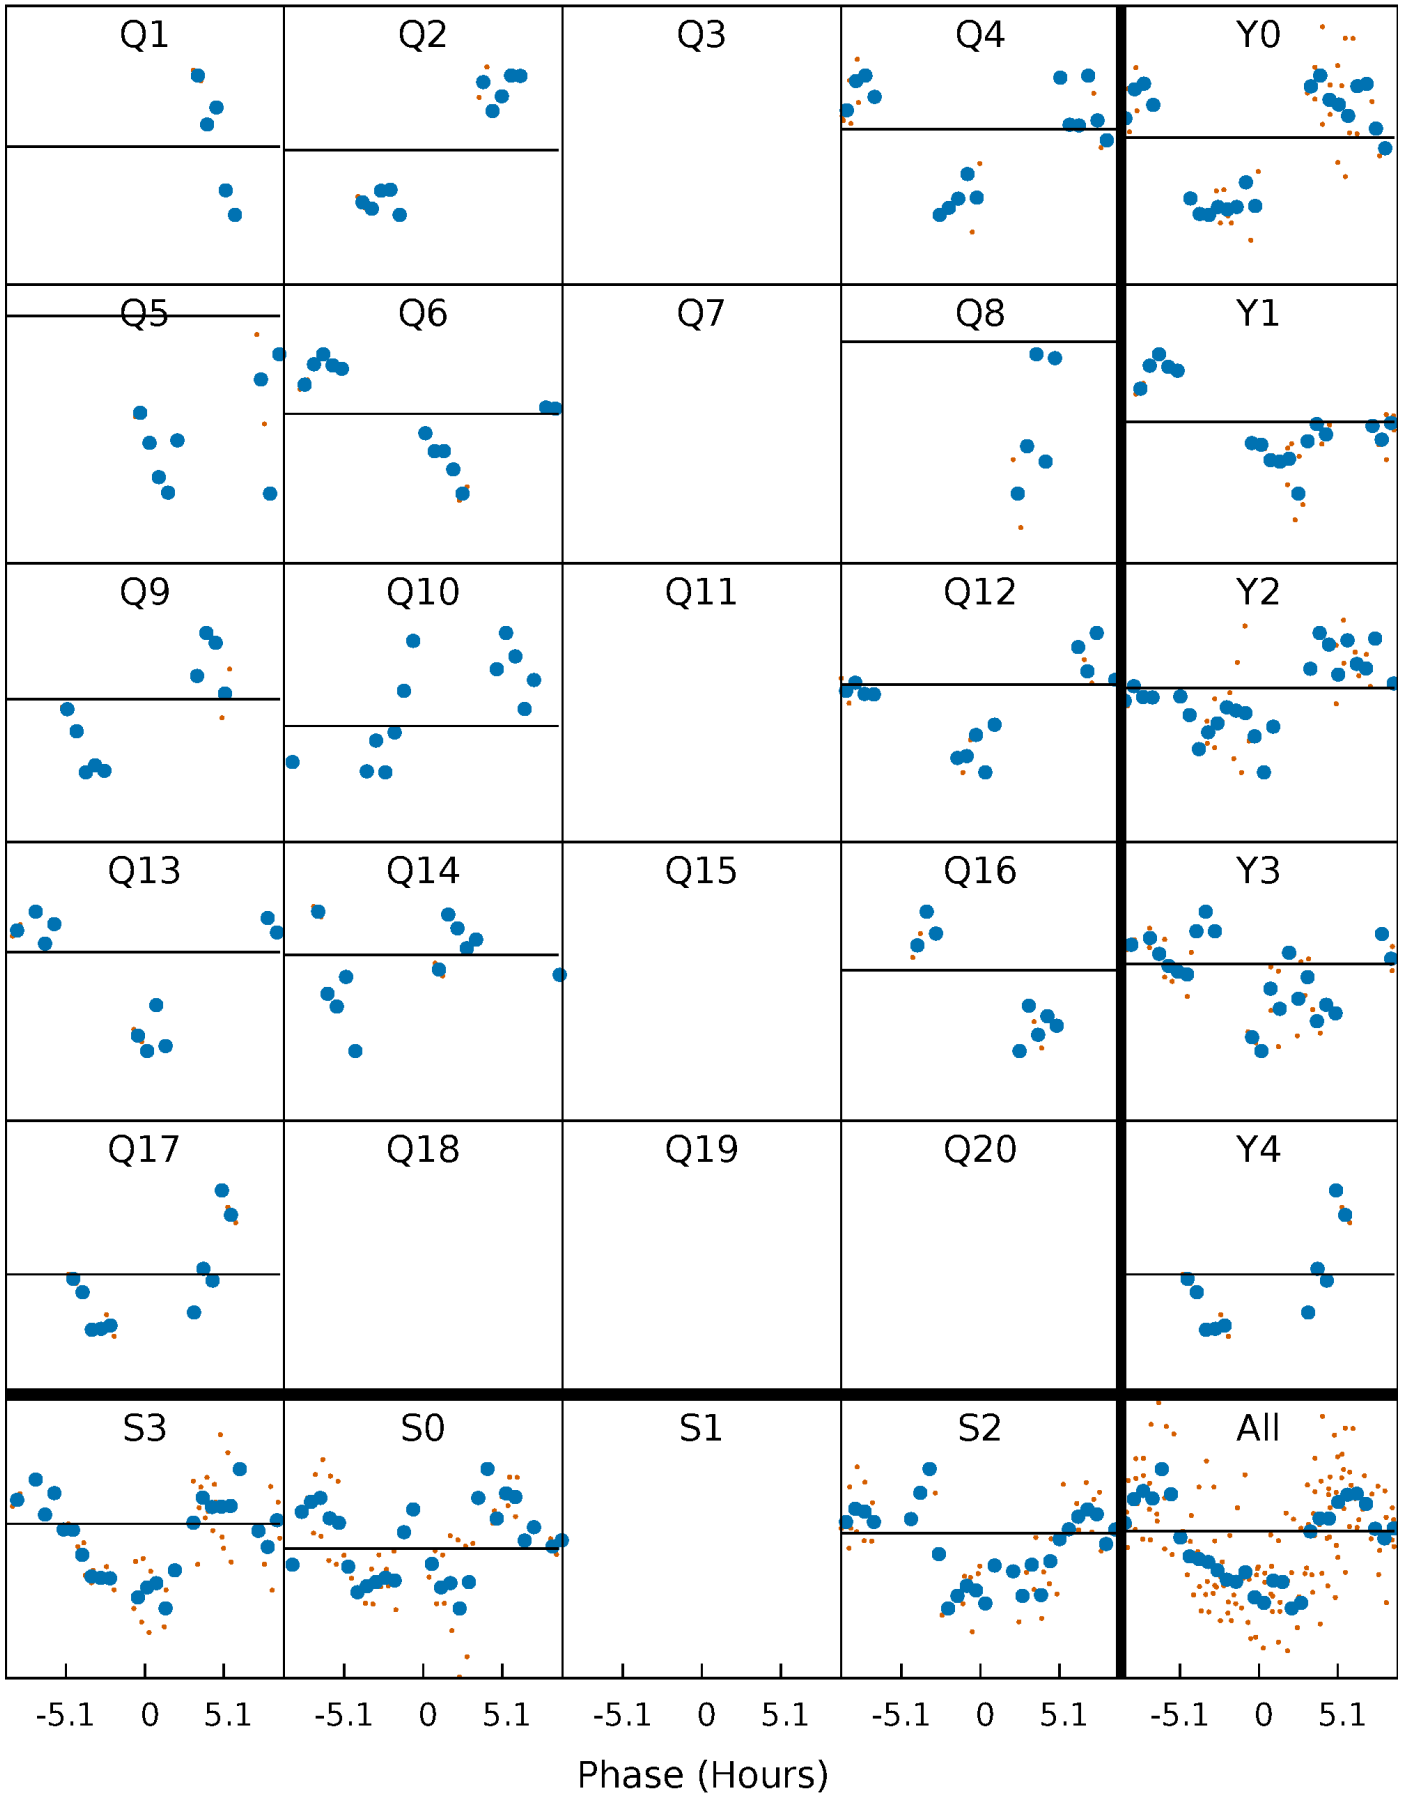 Q1 Q2 Q3 Q4 Y0
Q5 Q6 Q7 Q8 Y1
Q9 Q10 Q11 Q12 Y2
Q13 Q14 Q15 Q16 Y3
Q17 Q18 Q19 Q20 Y4
S3 S0 S1 S2 All
-5.1 0 5.1 -5.1 0 5.1 -5.1 0 5.1 -5.1 0 5.1 -5.1 0 5.1
Phase (Hours)